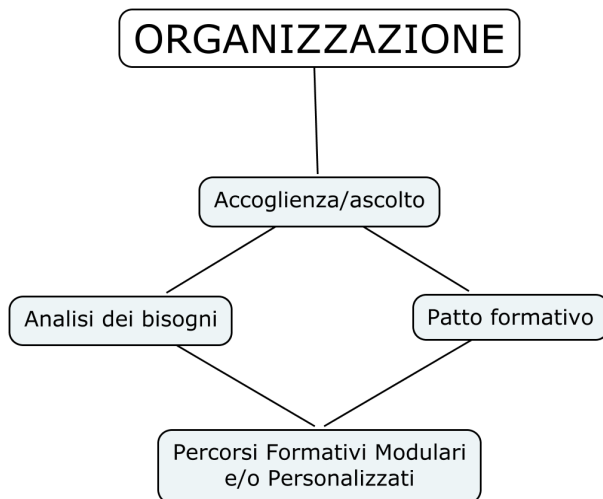 ORGANIZZAZIONE
Accoglienza/ascolto
Analisi dei bisogni
Patto formativo
Percorsi Formativi Modulari
e/o Personalizzati